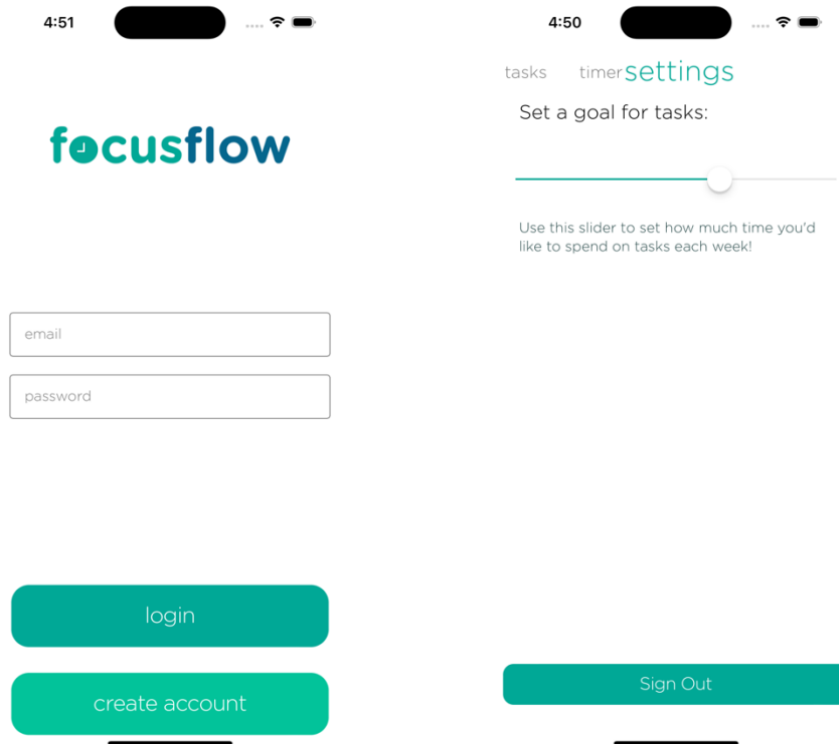 4:51
focusflow
email
password
login
create account
4:50
tasks timer settings
Set a goal for tasks:
Use this slider to set how much time you'd
like to spend on tasks each week!
Sign Out